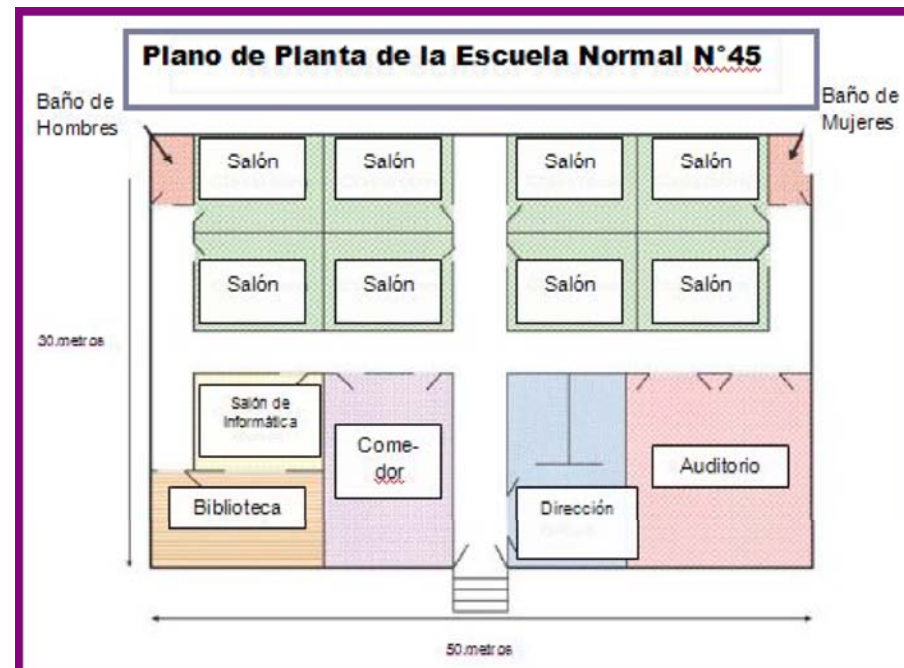 Plano de Planta de la Escuela Normal N°45
Baño de
Hombres
Baño de
Mujeres
Salón
Salón
Salón
Salón
Salón
Salón
Salón
Salón
30.metros
Salón de
Informática
Come-
dor
Auditorio
Biblioteca
Dirección
50.metros